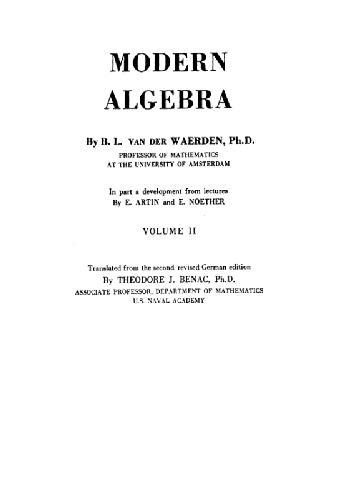 MODERN
ALGEBRA
By B. L. VAN DER WAERDEN, Ph.D.
PROFESSOR OF MATHEMATICS
AT THE UNIVERSITY OF AMSTERDAM
In part a development from lectures
By E. ARTIN and E. NOETHER
VOLUME II
Translated from the second revised German edition
By THEODORE J. BENAC, Ph.D.
ASSOCIATE PROFESSOR, DEPARTMENT OF MATHEMATICS
U.S. NAVAL ACADEMY